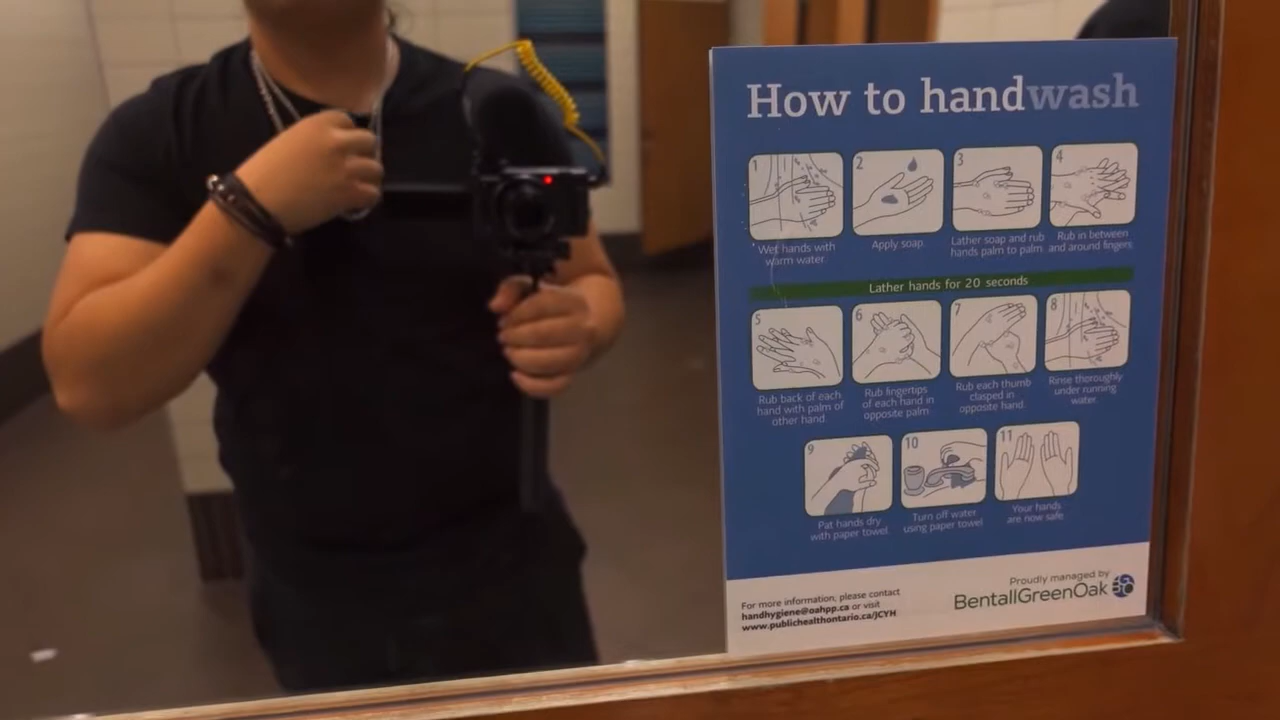 How to handwash
1
2
3
4
Wet hands with
warm water.
Apply soap.
Lather soap and rub
hands palm to palm.
Rub in between
and around fingers.
Lather hands for 20 seconds
5
6
7
8
Rub back of each
hand with palm of
other hand.
Rub fingertips
of each hand in
opposite palm.
Rub each thumb
clasped in
opposite hand.
Rinse thoroughly
under running
water.
9
10
11
Pat hands dry
with paper towel.
Turn off water
using paper towel.
Your hands
are now safe.
For more information, please contact
handhygiene@oahpp.ca or visit
www.publichealthontario.ca/JCYH
Proudly managed by
BentallGreenOak